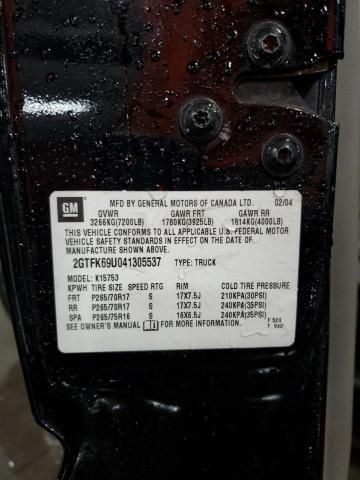 GM
MFD BY GENERAL MOTORS OF CANADA LTD. 02/04
GVWR GAWR FRT GAWR RR
3266KG(7200LB) 1780KG(3925LB) 1814KG(4000LB)
THIS VEHICLE CONFORMS TO ALL APPLICABLE U.S. FEDERAL MOTOR
VEHICLE SAFETY STANDARDS IN EFFECT ON THE DATE OF
MANUFACTURE SHOWN ABOVE.
2GTFK69U041305537 TYPE: TRUCK
MODEL: K15753
KPWH TIRE SIZE SPEED RTG RIM COLD TIRE PRESSURE
FRT P265/70R17 S 17X7.5J 210KPA(30PSI)
RR P265/70R17 S 17X7.5J 240KPA(35PSI)
SPA P265/75R16 S 16X6.5J 240KPA(35PSI)
SEE OWNER'S MANUAL FOR ADDITIONAL INFORMATION.
F 524
T 940